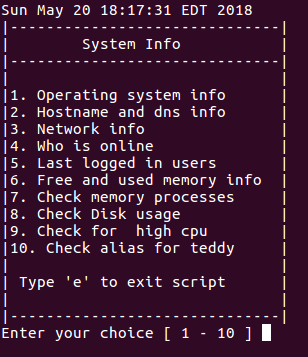 Sun May 20 18:17:31 EDT 2018
|-----------------------------|
|         System Info         |
|-----------------------------|
|                             |
|1. Operating system info     |
|2. Hostname and dns info     |
|3. Network info              |
|4. Who is online             |
|5. Last logged in users      |
|6. Free and used memory info |
|7. Check memory processes    |
|8. Check Disk usage          |
|9. Check for  high cpu       |
|10. Check alias for teddy    |
|                             |
| Type 'e' to exit script     |
|                             |
|-----------------------------|
Enter your choice [ 1 - 10 ]